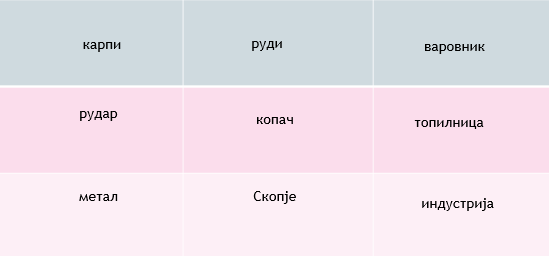 карпи руди варовник
рудар копач топилница
метал Скопје индустрија